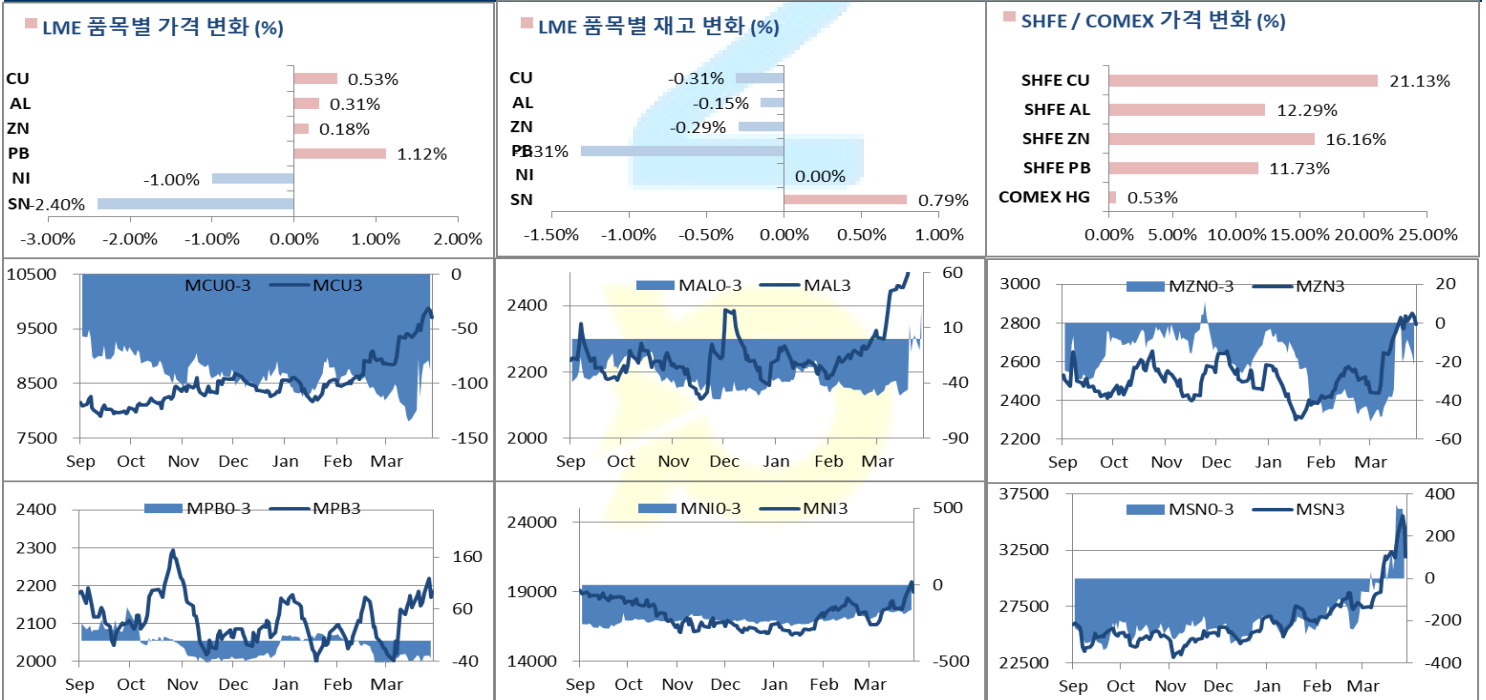 LME 품목별 가격 변화 (%)
CU 0.53%
AL 0.31%
ZN 0.18%
PB 1.12%
NI -1.00%
SN -2.40%
-3.00% -2.00% -1.00% 0.00% 1.00% 2.00%
LME 품목별 재고 변화 (%)
CU -0.31%
AL -0.15%
ZN -0.29%
PB
NI 0.00%
SN 0.79%
-1.50% -1.00% -0.50% 0.00% 0.50% 1.00%
SHFE / COMEX 가격 변화 (%)
SHFE CU 21.13%
SHFE AL 12.29%
SHFE ZN 16.16%
SHFE PB 11.73%
COMEX HG 0.53%
0.00% 5.00% 10.00% 15.00% 20.00% 25.00%
MCU0-3 MCU3
10500 0
9500 -50
8500 -100
7500 -150
Sep Oct Nov Dec Jan Feb Mar
MAL0-3 MAL3
60
2400 10
2200 -40
2000 -90
Sep Oct Nov Dec Jan Feb Mar
MZN0-3 MZN3
3000 20
2800 0
2600 -20
2400 -40
2200 -60
Sep Oct Nov Dec Jan Feb Mar
MPB0-3 MPB3
2400
2300 160
2200
2100 60
2000 -40
Sep Oct Nov Dec Jan Feb Mar
MNI0-3 MNI3
24000 500
19000 0
14000 -500
Sep Oct Nov Dec Jan Feb Mar
MSN0-3 MSN3
37500 400
32500 200
0
27500 -200
22500 -400
Sep Oct Nov Dec Jan Feb Mar